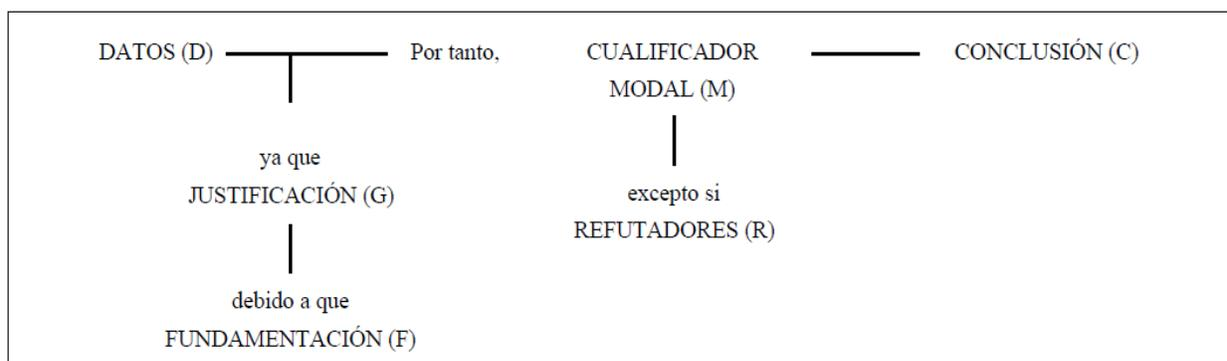 DATOS (D) Por tanto, CUALIFICADOR CONCLUSIÓN (C)
MODAL (M)
ya que
JUSTIFICACIÓN (G)
excepto si
REFUTADORES (R)
debido a que
FUNDAMENTACIÓN (F)